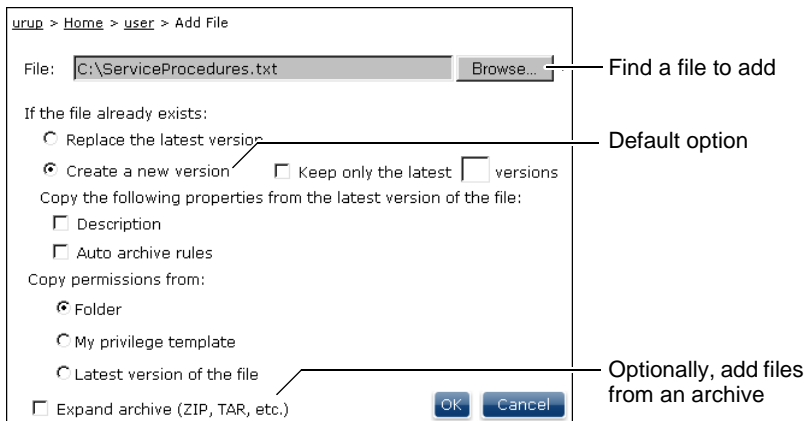 urup > Home > user > Add File
File: C:\ServiceProcedures.txt Browse... Find a file to add
If the file already exists:
Replace the latest version
Default option
Create a new version Keep only the latest versions
Copy the following properties from the latest version of the file:
Description
Auto archive rules
Copy permissions from:
Folder
My privilege template
Latest version of the file
Optionally, add files
from an archive
Expand archive (ZIP, TAR, etc.) OK Cancel